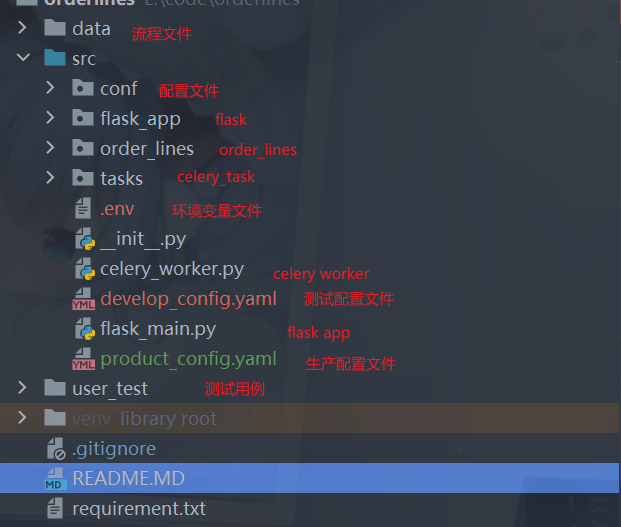 orderlines E:\code\orderlines
data 流程文件
src
conf 配置文件
flask_app flask
order_lines order_lines
tasks celery_task
.env 环境变量文件
__init__.py
celery_worker.py celery worker
YML develop_config.yaml 测试配置文件
flask_main.py flask app
YML product_config.yaml 生产配置文件
user_test 测试用例
venv library root
.gitignore
MD README.MD
requirement.txt